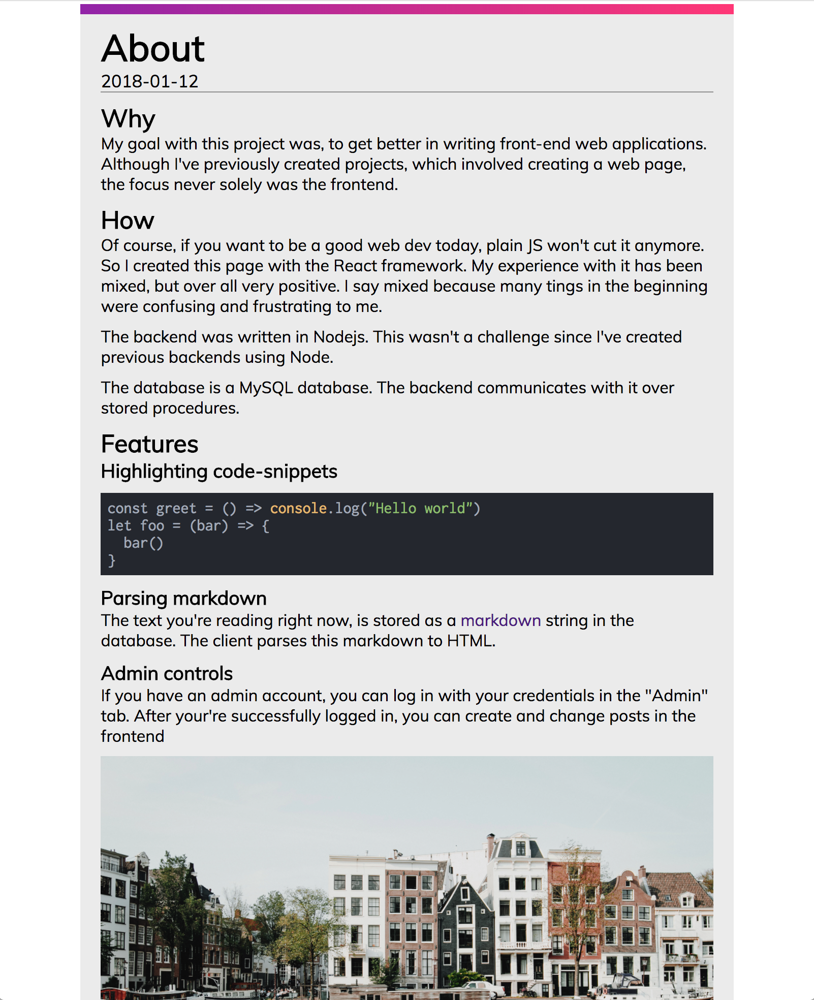 About
2018-01-12
Why
My goal with this project was, to get better in writing front-end web applications.
Although I've previously created projects, which involved creating a web page,
the focus never solely was the frontend.
How
Of course, if you want to be a good web dev today, plain JS won't cut it anymore.
So I created this page with the React framework. My experience with it has been
mixed, but over all very positive. I say mixed because many tings in the beginning
were confusing and frustrating to me.
The backend was written in Nodejs. This wasn't a challenge since I've created
previous backends using Node.
The database is a MySQL database. The backend communicates with it over
stored procedures.
Features
Highlighting code-snippets
const greet = () => console.log("Hello world")
let foo = (bar) => {
  bar()
}
Parsing markdown
The text you're reading right now, is stored as a markdown string in the
database. The client parses this markdown to HTML.
Admin controls
If you have an admin account, you can log in with your credentials in the "Admin"
tab. After your're successfully logged in, you can create and change posts in the
frontend